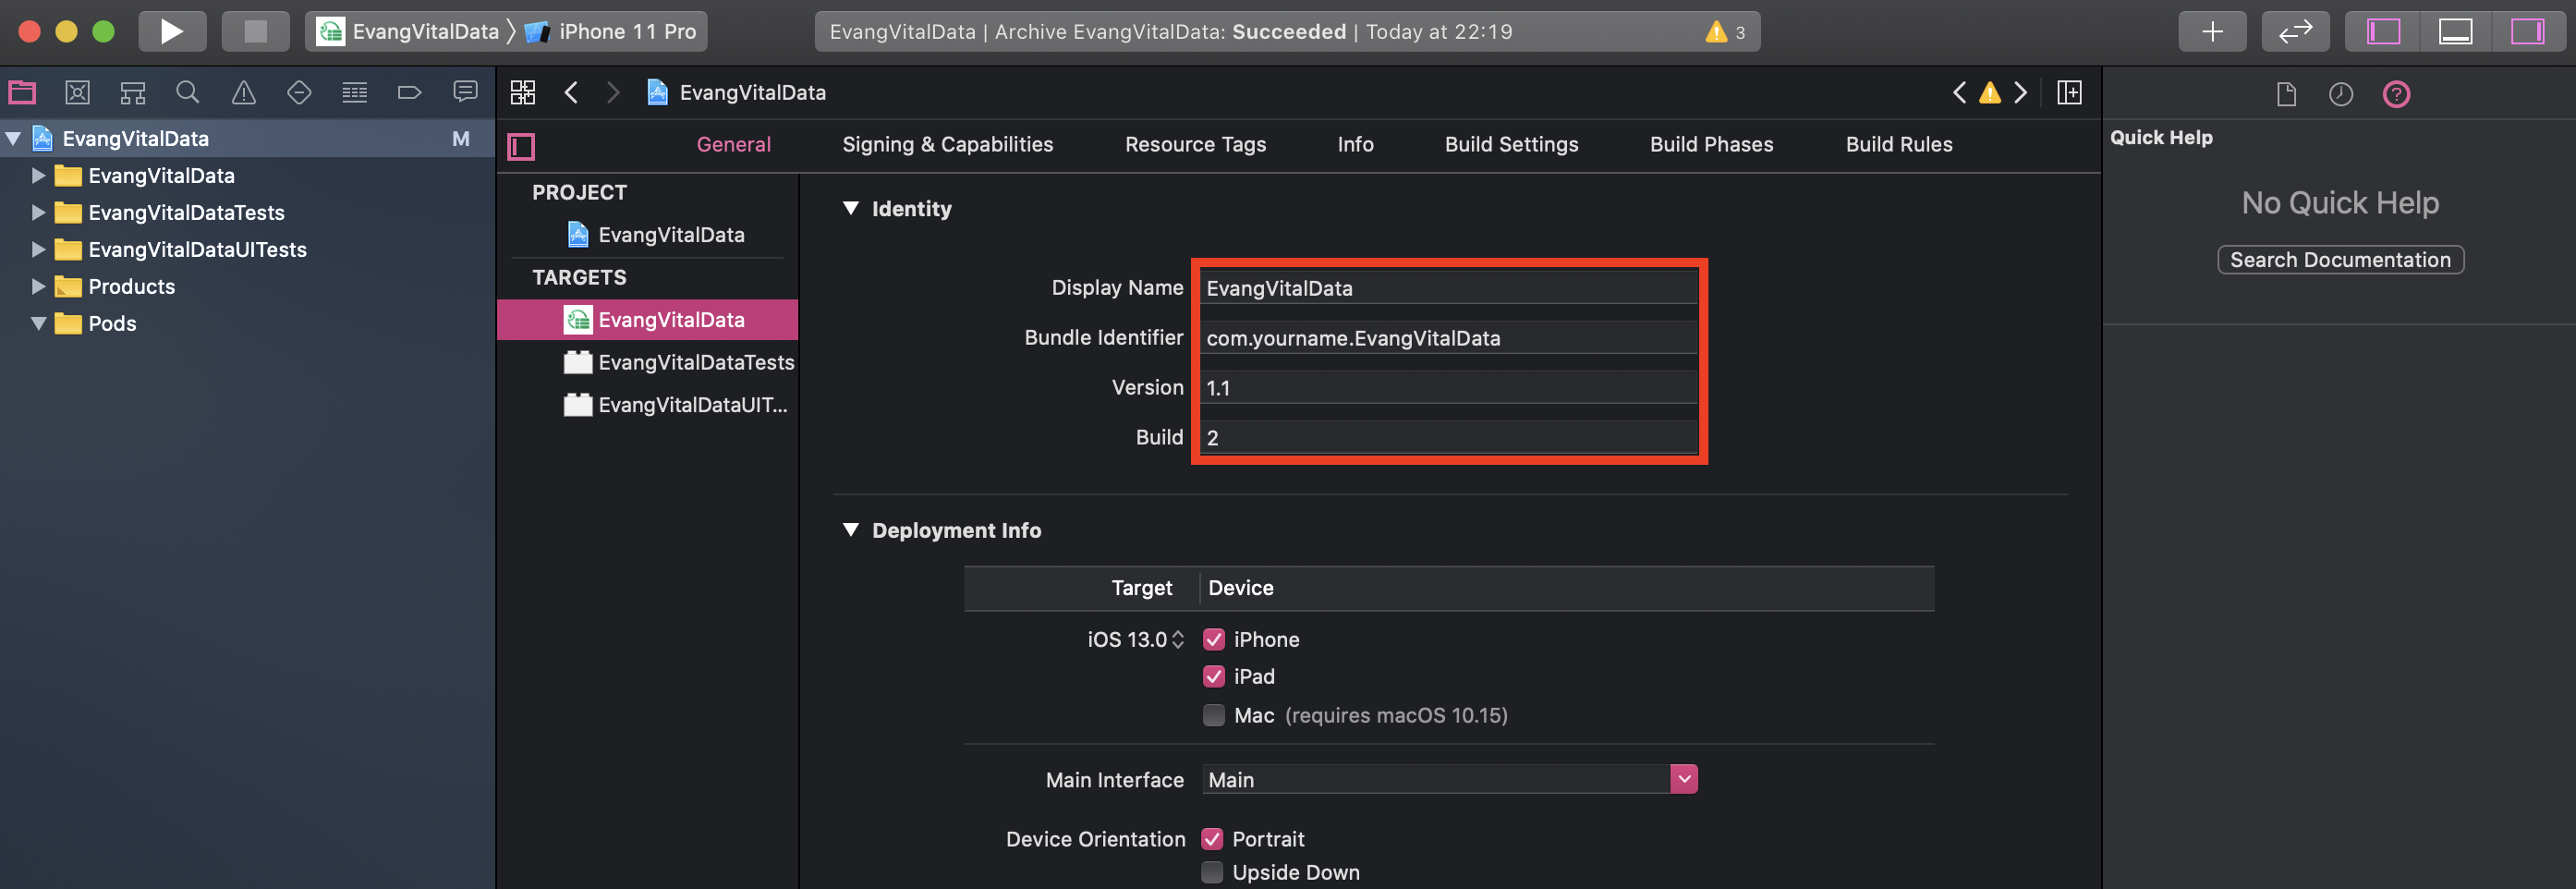 EvangVitalData iPhone 11 Pro EvangVitalData | Archive EvangVitalData: Succeeded | Today at 22:19 3
EvangVitalData
EvangVitalData M
EvangVitalData
EvangVitalDataTests
EvangVitalDataUITests
Products
Pods
General Signing & Capabilities Resource Tags Info Build Settings Build Phases Build Rules
PROJECT
EvangVitalData
TARGETS
EvangVitalData
EvangVitalDataTests
EvangVitalDataUIT...
Identity
Display Name EvangVitalData
Bundle Identifier com.yourname.EvangVitalData
Version 1.1
Build 2
Deployment Info
Target Device
iOS 13.0 iPhone
iPad
Mac (requires macOS 10.15)
Main Interface Main
Device Orientation Portrait
Upside Down
Quick Help
No Quick Help
Search Documentation